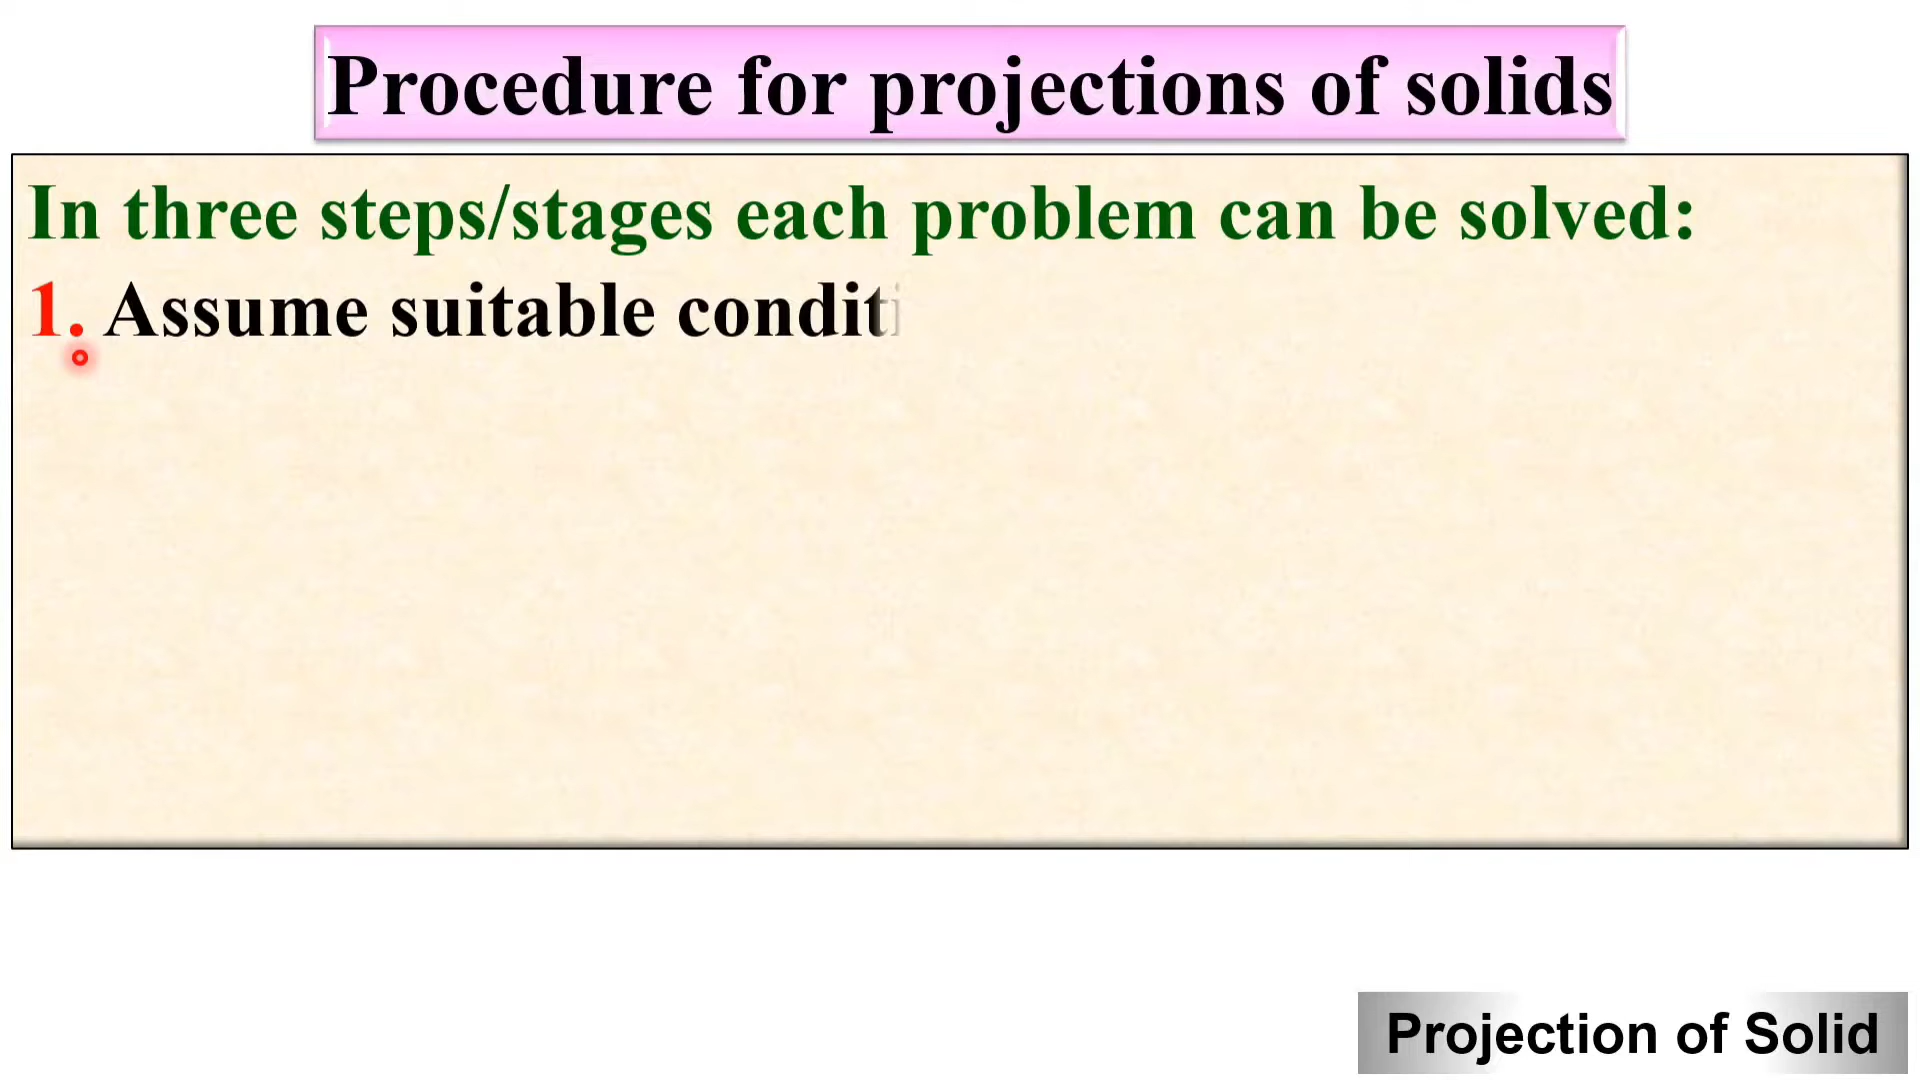 Procedure for projections of solids
In three steps/stages each problem can be solved:
1. Assume suitable condit
Projection of Solid